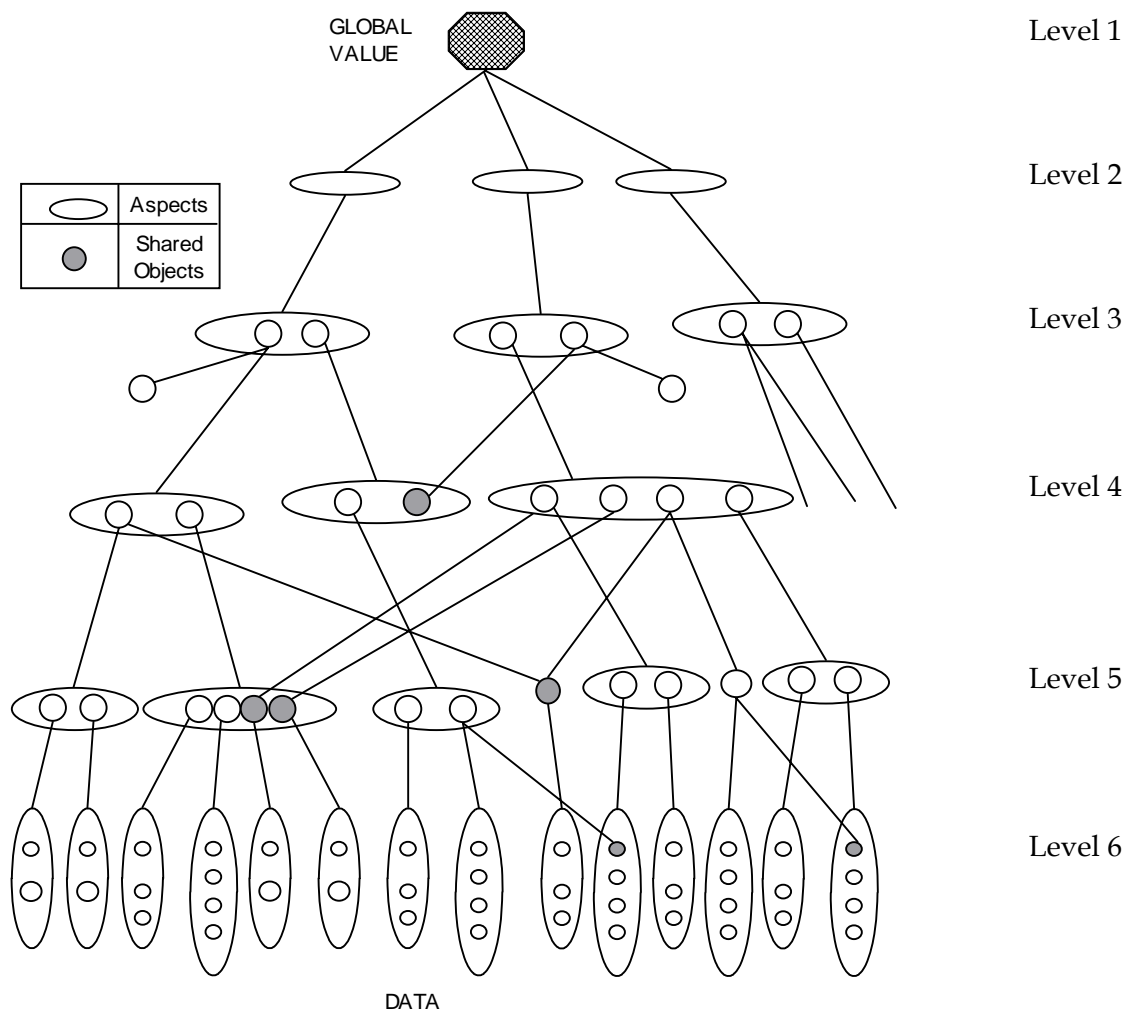 GLOBAL
VALUE
Level 1
Level 2
Aspects
Shared
Objects
Level 3
Level 4
Level 5
Level 6
DATA